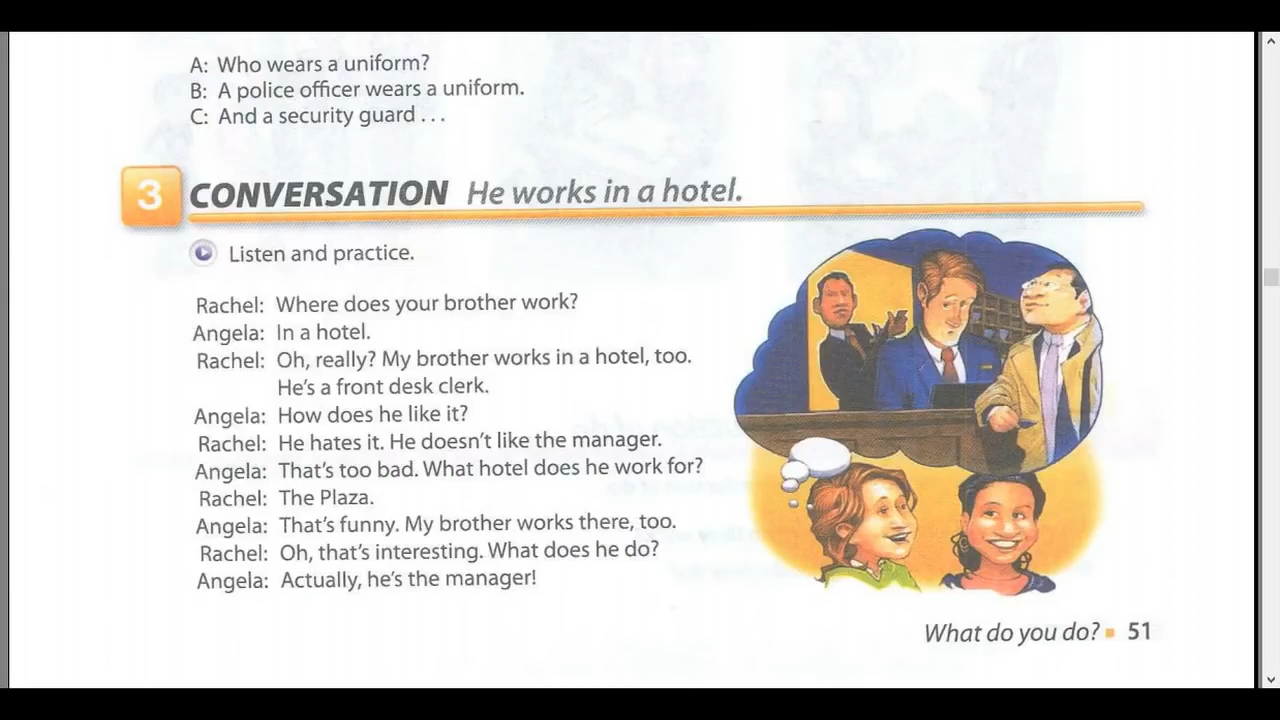 A: Who wears a uniform?
B: A police officer wears a uniform.
C: And a security guard . . .
3 CONVERSATION He works in a hotel.
Listen and practice.
Rachel: Where does your brother work?
Angela: In a hotel.
Rachel: Oh, really? My brother works in a hotel, too.
He's a front desk clerk.
Angela: How does he like it?
Rachel: He hates it. He doesn't like the manager.
Angela: That's too bad. What hotel does he work for?
Rachel: The Plaza.
Angela: That's funny. My brother works there, too.
Rachel: Oh, that's interesting. What does he do?
Angela: Actually, he's the manager!
What do you do? ▪ 51